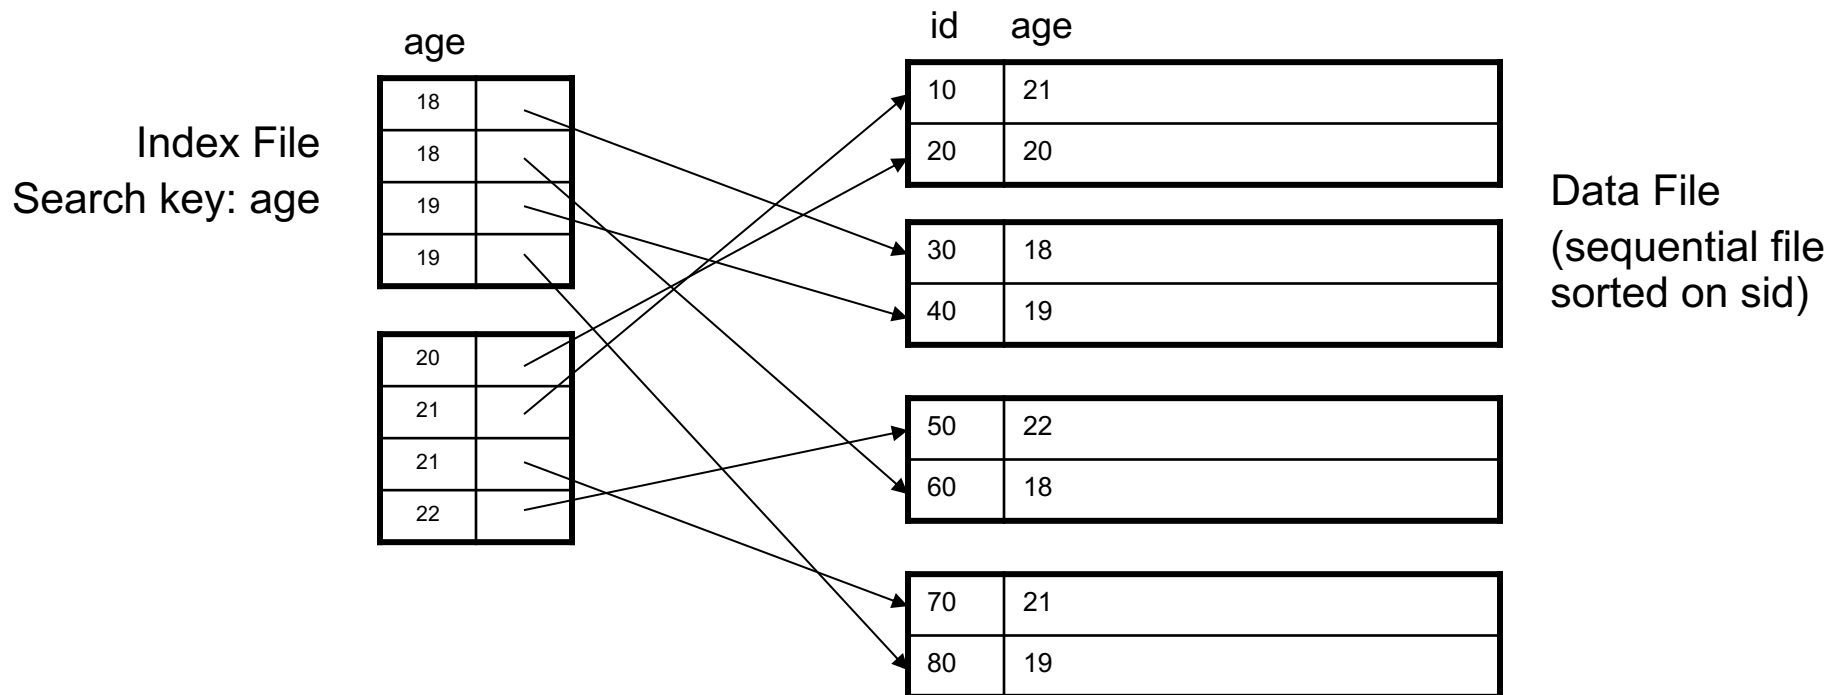 age
Index File
Search key: age
18
18
19
19
20
21
21
22
id age
10 21
20 20
30 18
40 19
50 22
60 18
70 21
80 19
Data File
(sequential file
sorted on sid)